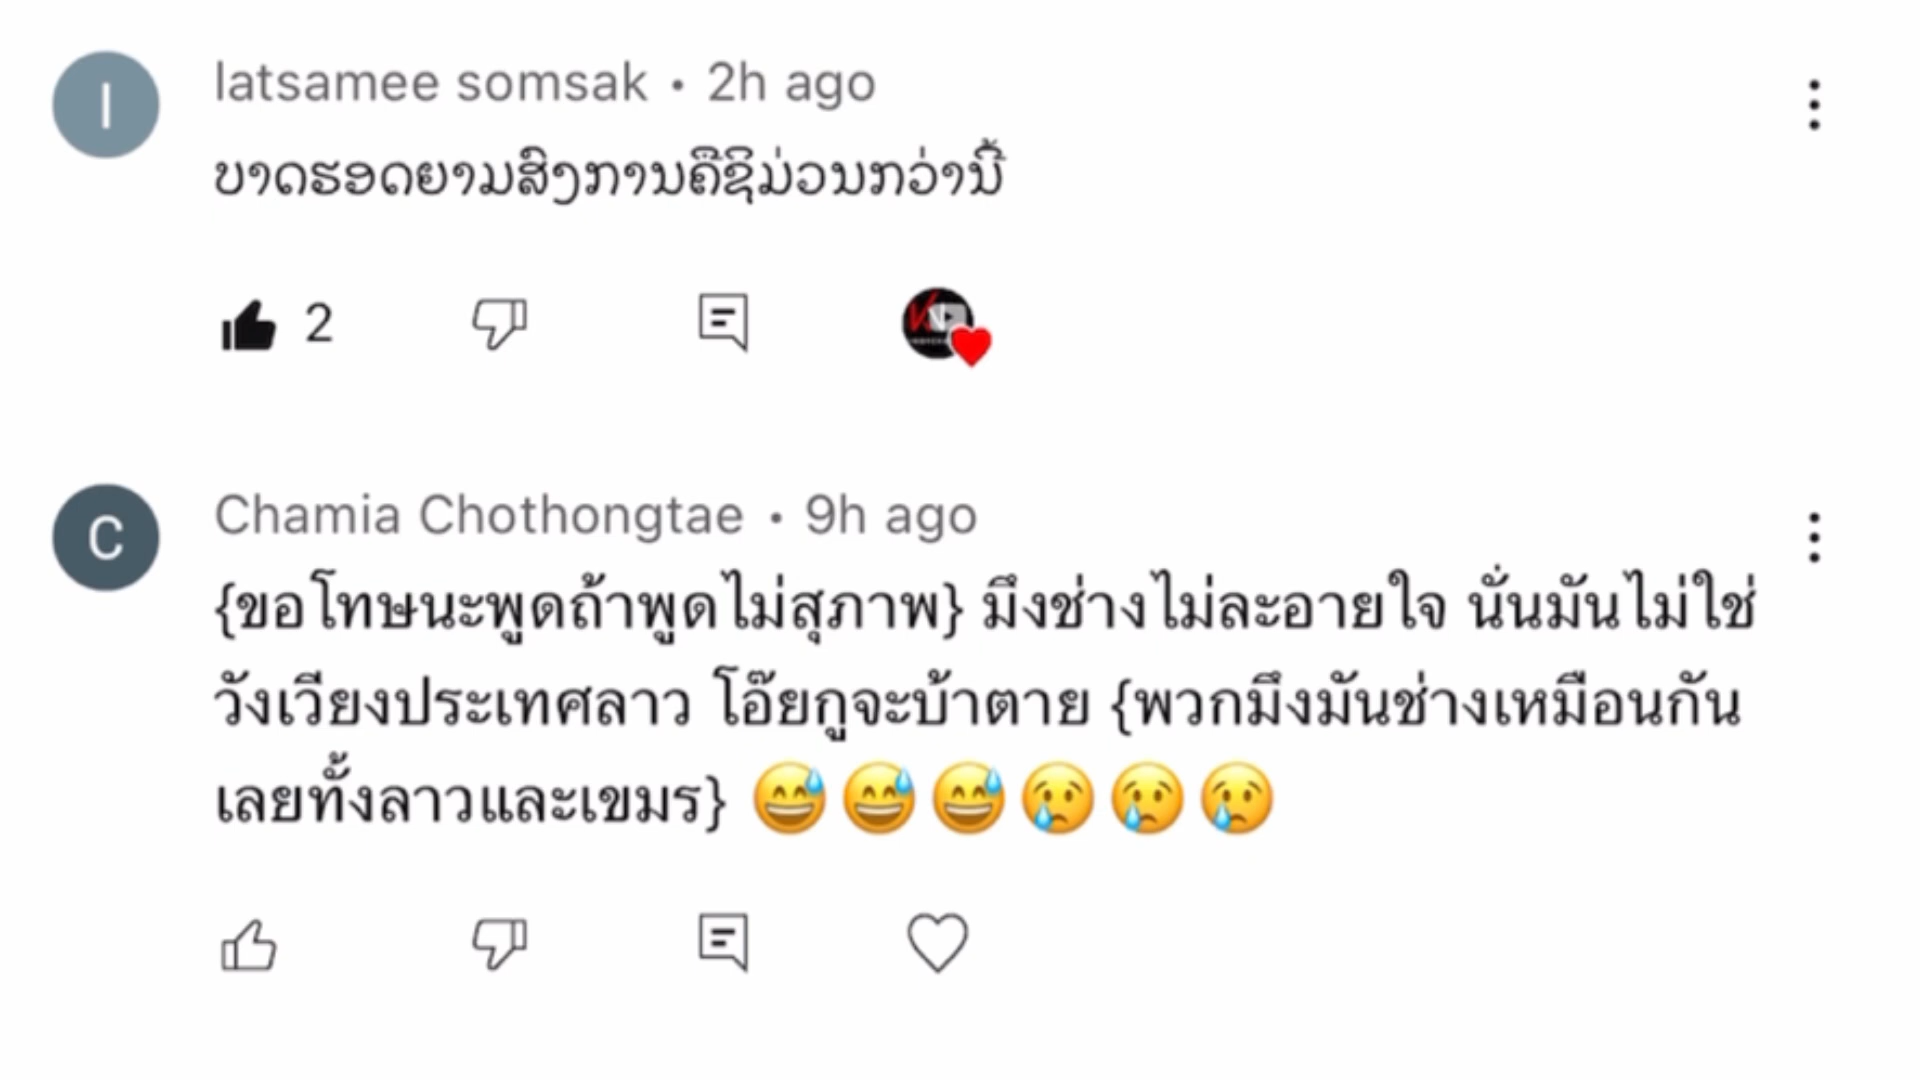 I
latsamee somsak • 2h ago
ບາດຮອດຍາມສົງການຄືຊິມ່ວນກວ່ານີ້
2
C
Chamia Chothongtae • 9h ago
{ขอโทษนะพูดถ้าพูดไม่สุภาพ} มึงช่างไม่ละอายใจ นั่นมันไม่ใช่
วังเวียงประเทศลาว โอ๊ยกูจะบ้าตาย {พวกมึงมันช่างเหมือนกัน
เลยทั้งลาวและเขมร} 😅😅😅😢😢😢